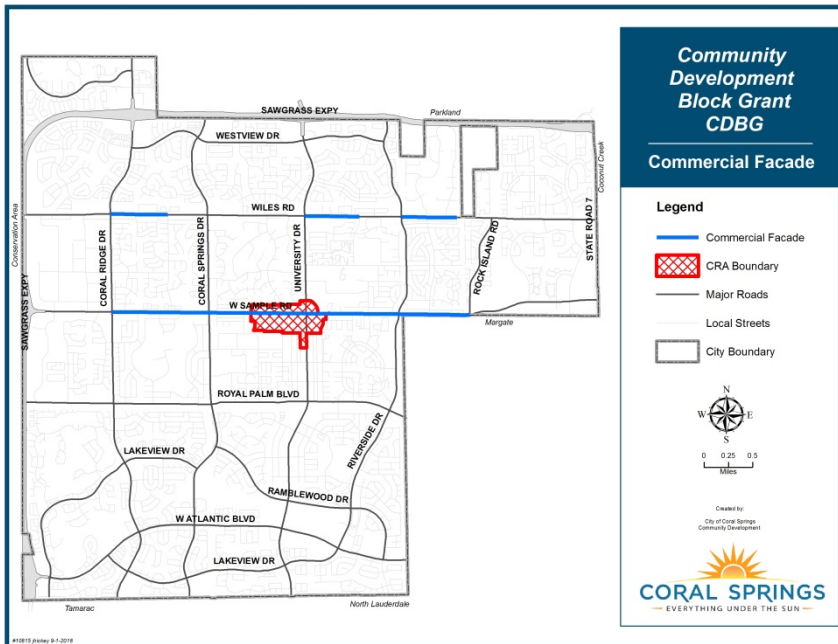 Community
Development
Block Grant
CDBG
Commercial Facade
Legend
Commercial Facade
CRA Boundary
Major Roads
Local Streets
City Boundary
N
W E
S
0 0.25 0.5
Miles
Created by:
City of Coral Springs
Community Development
CORAL SPRINGS
EVERYTHING UNDER THE SUN
SAWGRASS EXPY
Parkland
WESTVIEW DR
Coconut Creek
WILES RD
Conservation Area
CORAL RIDGE DR
CORAL SPRINGS DR
UNIVERSITY DR
ROCK ISLAND RD
STATE ROAD 7
SAWGRASS EXPY
W SAMPLE RD
Margate
ROYAL PALM BLVD
RIVERSIDE DR
LAKEVIEW DR
RAMBLEWOOD DR
W ATLANTIC BLVD
LAKEVIEW DR
Tamarac
North Lauderdale